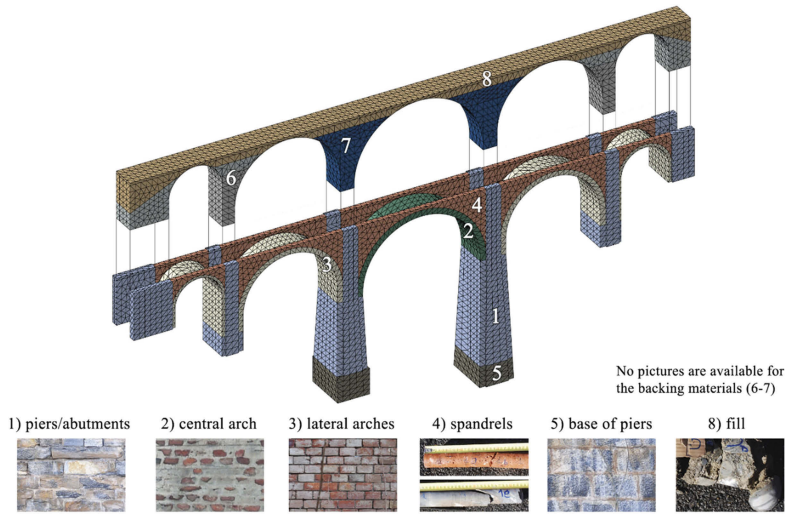 8
7
6
4
2
3
1
5
No pictures are available for
the backing materials (6-7)
1) piers/abutments 2) central arch 3) lateral arches 4) spandrels 5) base of piers 8) fill